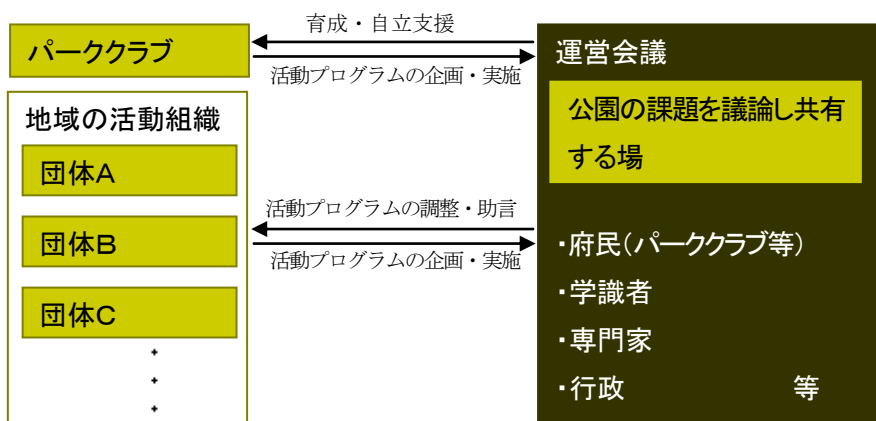 育成・自立支援
パーククラブ
活動プログラムの企画・実施
地域の活動組織
団体A
団体B
団体C
活動プログラムの調整・助言
活動プログラムの企画・実施
運営会議
公園の課題を議論し共有
する場
・府民(パーククラブ等)
・学識者
・専門家
・行政 等